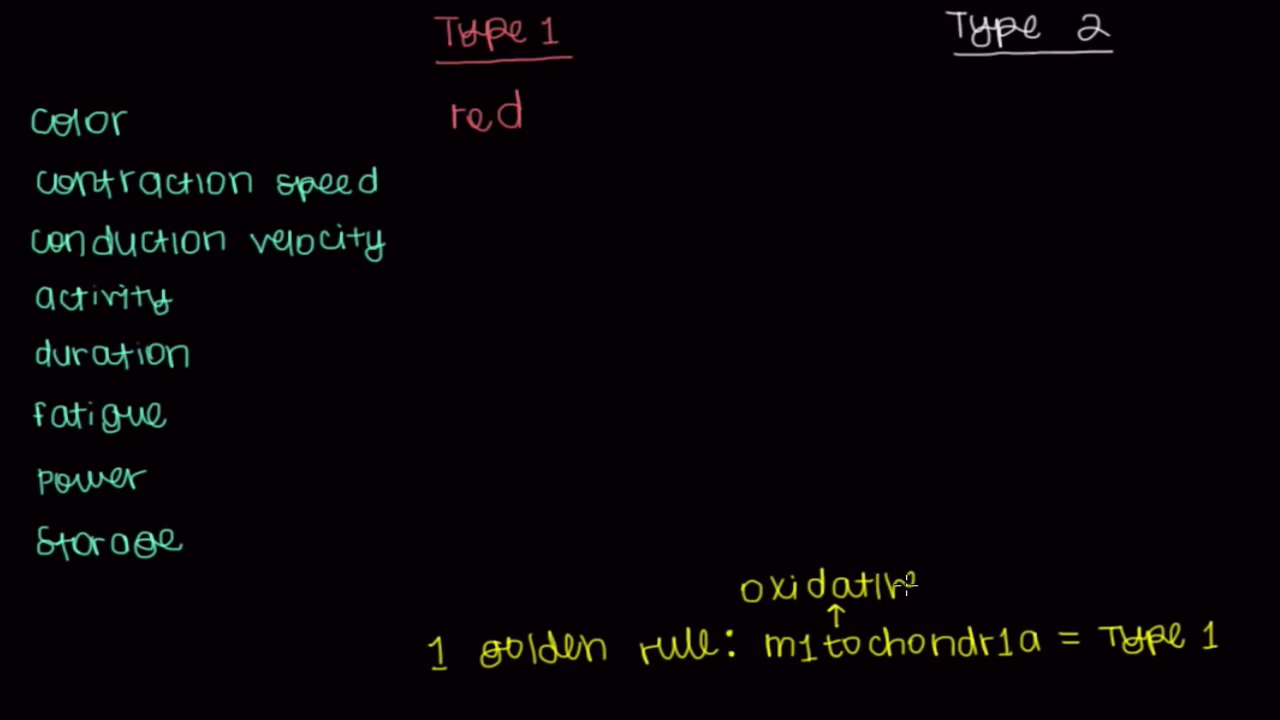 Type 1
Type 2
color
red
contraction speed
conduction velocity
activity
duration
fatigue
power
storage
oxidative
↑
1 golden rule: m1tochondr1a = Type 1